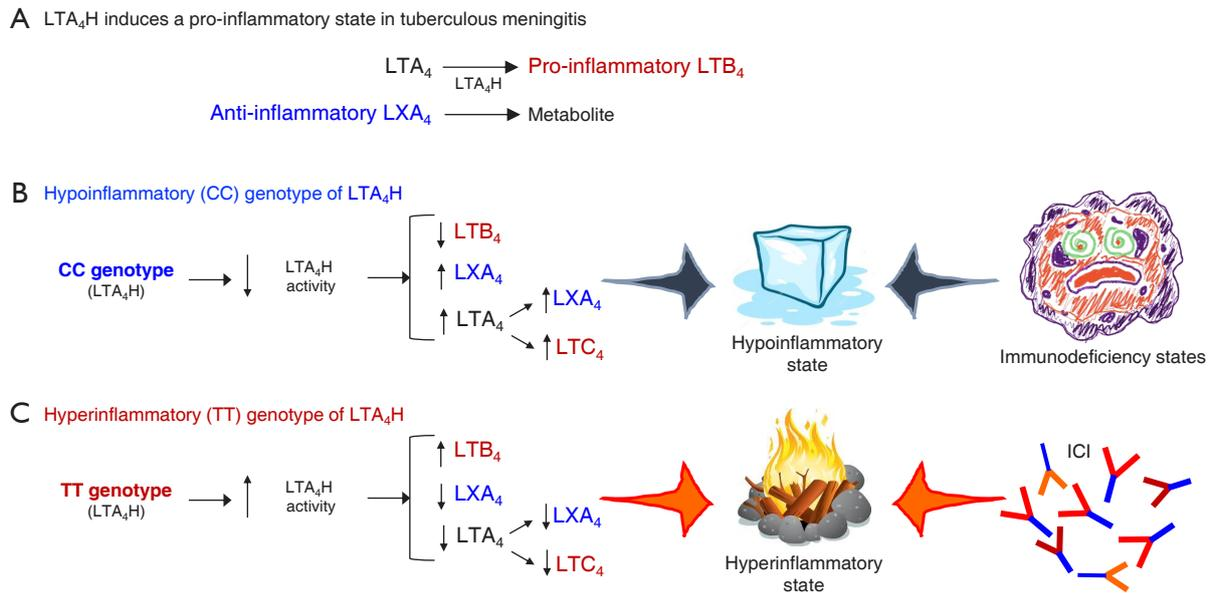 A LTA₄H induces a pro-inflammatory state in tuberculous meningitis
LTA₄ → Pro-inflammatory LTB₄
LTA₄H
Anti-inflammatory LXA₄ → Metabolite
B Hypoinflammatory (CC) genotype of LTA₄H
CC genotype
(LTA₄H)
→ ↓ LTA₄H
activity
→
↓ LTB₄
↑ LXA₄
↑ LTA₄
↑ LXA₄
↑ LTC₄
Hypoinflammatory
state
Immunodeficiency states
C Hyperinflammatory (TT) genotype of LTA₄H
TT genotype
(LTA₄H)
→ ↑ LTA₄H
activity
→
↑ LTB₄
↓ LXA₄
↓ LTA₄
↓ LXA₄
↓ LTC₄
Hyperinflammatory
state
ICI